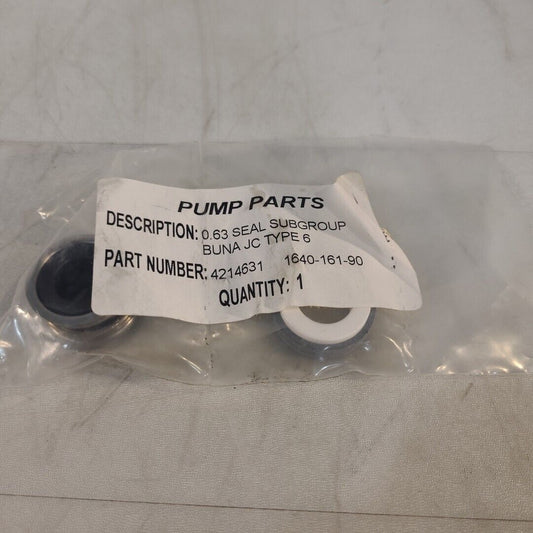 PUMP PARTS
DESCRIPTION: 0.63 SEAL SUBGROUP
BUNA JC TYPE 6
PART NUMBER: 4214631 1640-161-90
QUANTITY: 1